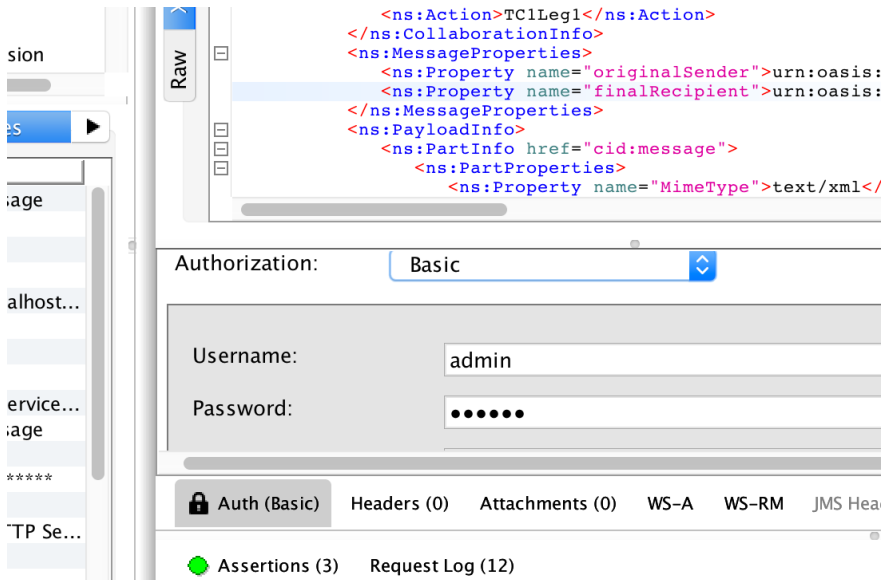 <ns:Action>TC1Leg1</ns:Action>
</ns:CollaborationInfo>
<ns:MessageProperties>
<ns:Property name="originalSender">urn:oasis:
<ns:Property name="finalRecipient">urn:oasis:
</ns:MessageProperties>
<ns:PayloadInfo>
<ns:PartInfo href="cid:message">
<ns:PartProperties>
<ns:Property name="MimeType">text/xml</
Raw
sion
es
sage
alhost...
ervice...
sage
*****
TTP Se...
Authorization: Basic
Username: admin
Password: ••••••
Auth (Basic) Headers (0) Attachments (0) WS-A WS-RM JMS Hea
Assertions (3) Request Log (12)